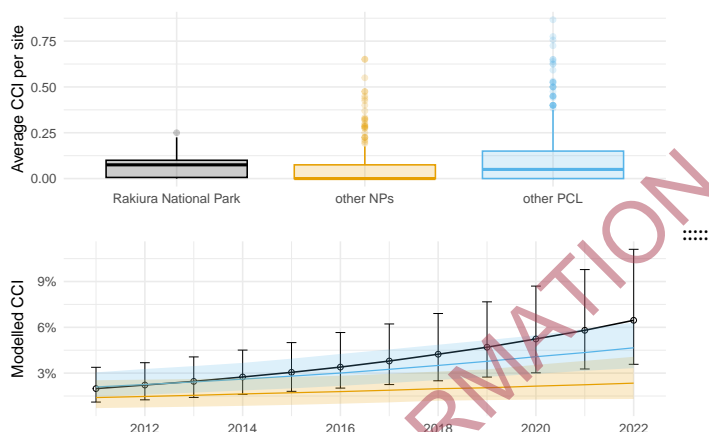 Average CCI per site
0.75
0.50
0.25
0.00
Rakiura National Park other NPs other PCL
Modelled CCI
9%
6%
3%
2012 2014 2016 2018 2020 2022
RMATION